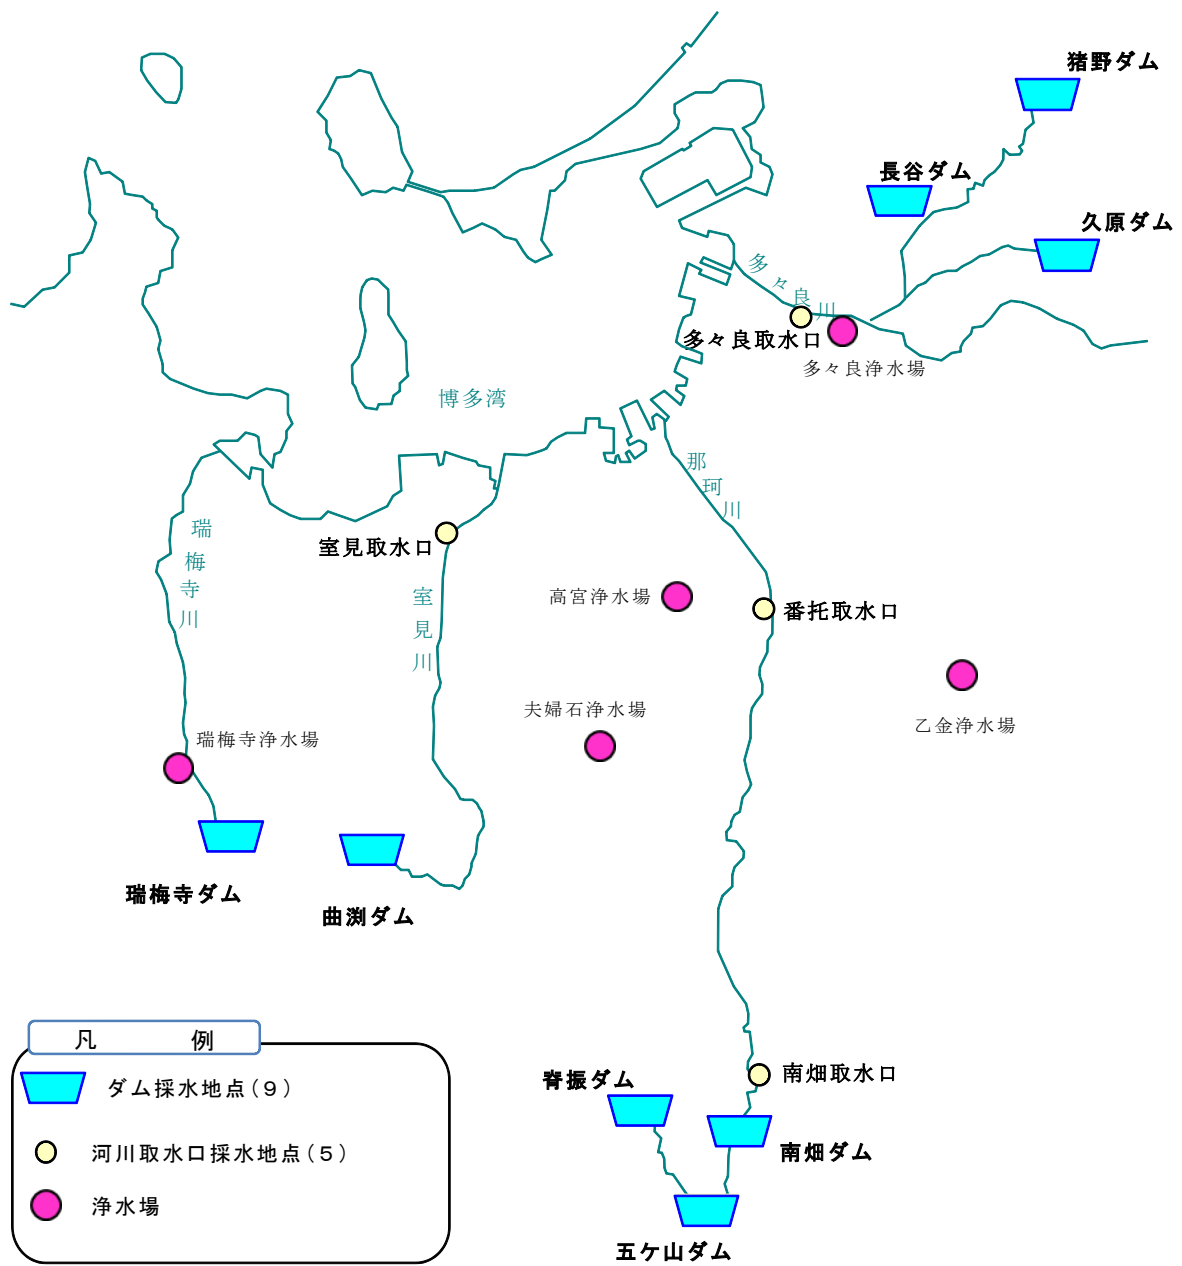 猪野ダム
長谷ダム
久原ダム
多々良川
多々良取水口
多々良浄水場
博多湾
那珂川
瑞梅寺川
室見取水口
室見川
高宮浄水場
番托取水口
夫婦石浄水場
乙金浄水場
瑞梅寺浄水場
瑞梅寺ダム
曲渕ダム
凡　例
ダム採水地点(９)
河川取水口採水地点(５)
浄水場
脊振ダム
南畑取水口
南畑ダム
五ケ山ダム